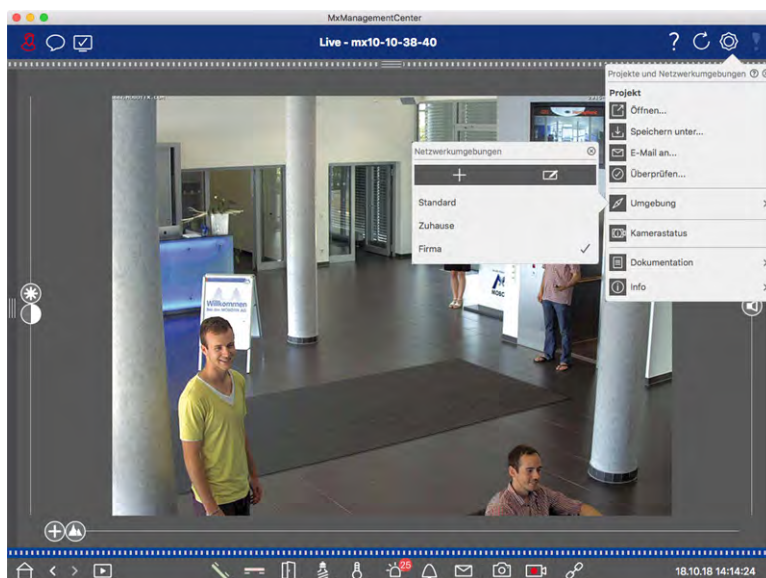 MxManagementCenter
Live - mx10-10-38-40
?
Projekte und Netzwerkumgebungen ?
Projekt
Öffnen...
Speichern unter...
E-Mail an...
Überprüfen...
Umgebung
Kamerastatus
Dokumentation
Info
Netzwerkumgebungen
Standard
Zuhause
Firma
Willkommen
25
18.10.18 14:14:24